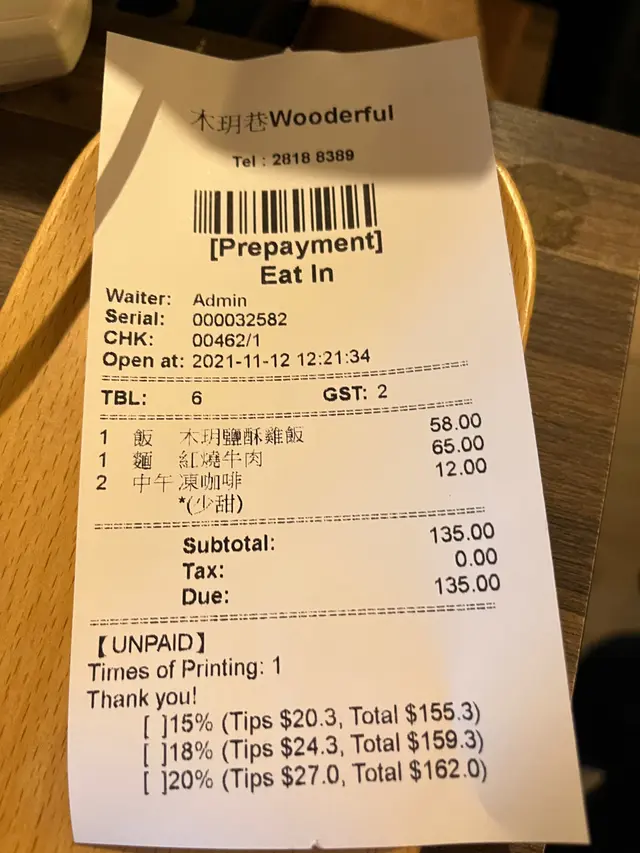 木玥巷Wooderful
Tel : 2818 8389
[Prepayment]
Eat In
Waiter: Admin
Serial: 000032582
CHK: 00462/1
Open at: 2021-11-12 12:21:34
TBL: 6 GST: 2
1 飯 木玥鹽酥雞飯 58.00
1 麵 紅燒牛肉 65.00
2 中午 凍咖啡 12.00
*(少甜)
Subtotal: 135.00
Tax: 0.00
Due: 135.00
【UNPAID】
Times of Printing: 1
Thank you!
[ ]15% (Tips $20.3, Total $155.3)
[ ]18% (Tips $24.3, Total $159.3)
[ ]20% (Tips $27.0, Total $162.0)